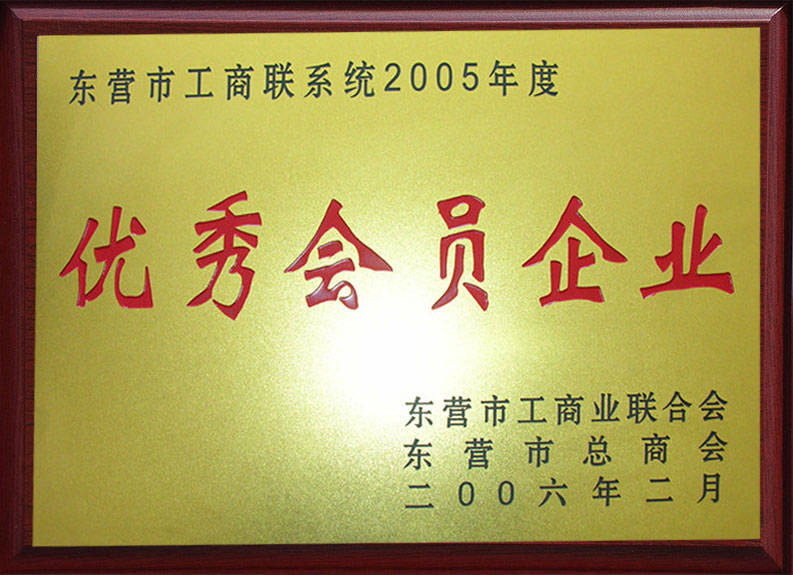 东营市工商联系统2005年度
优秀会员企业
东营市工商业联合会
东营市总商会
二00六年二月